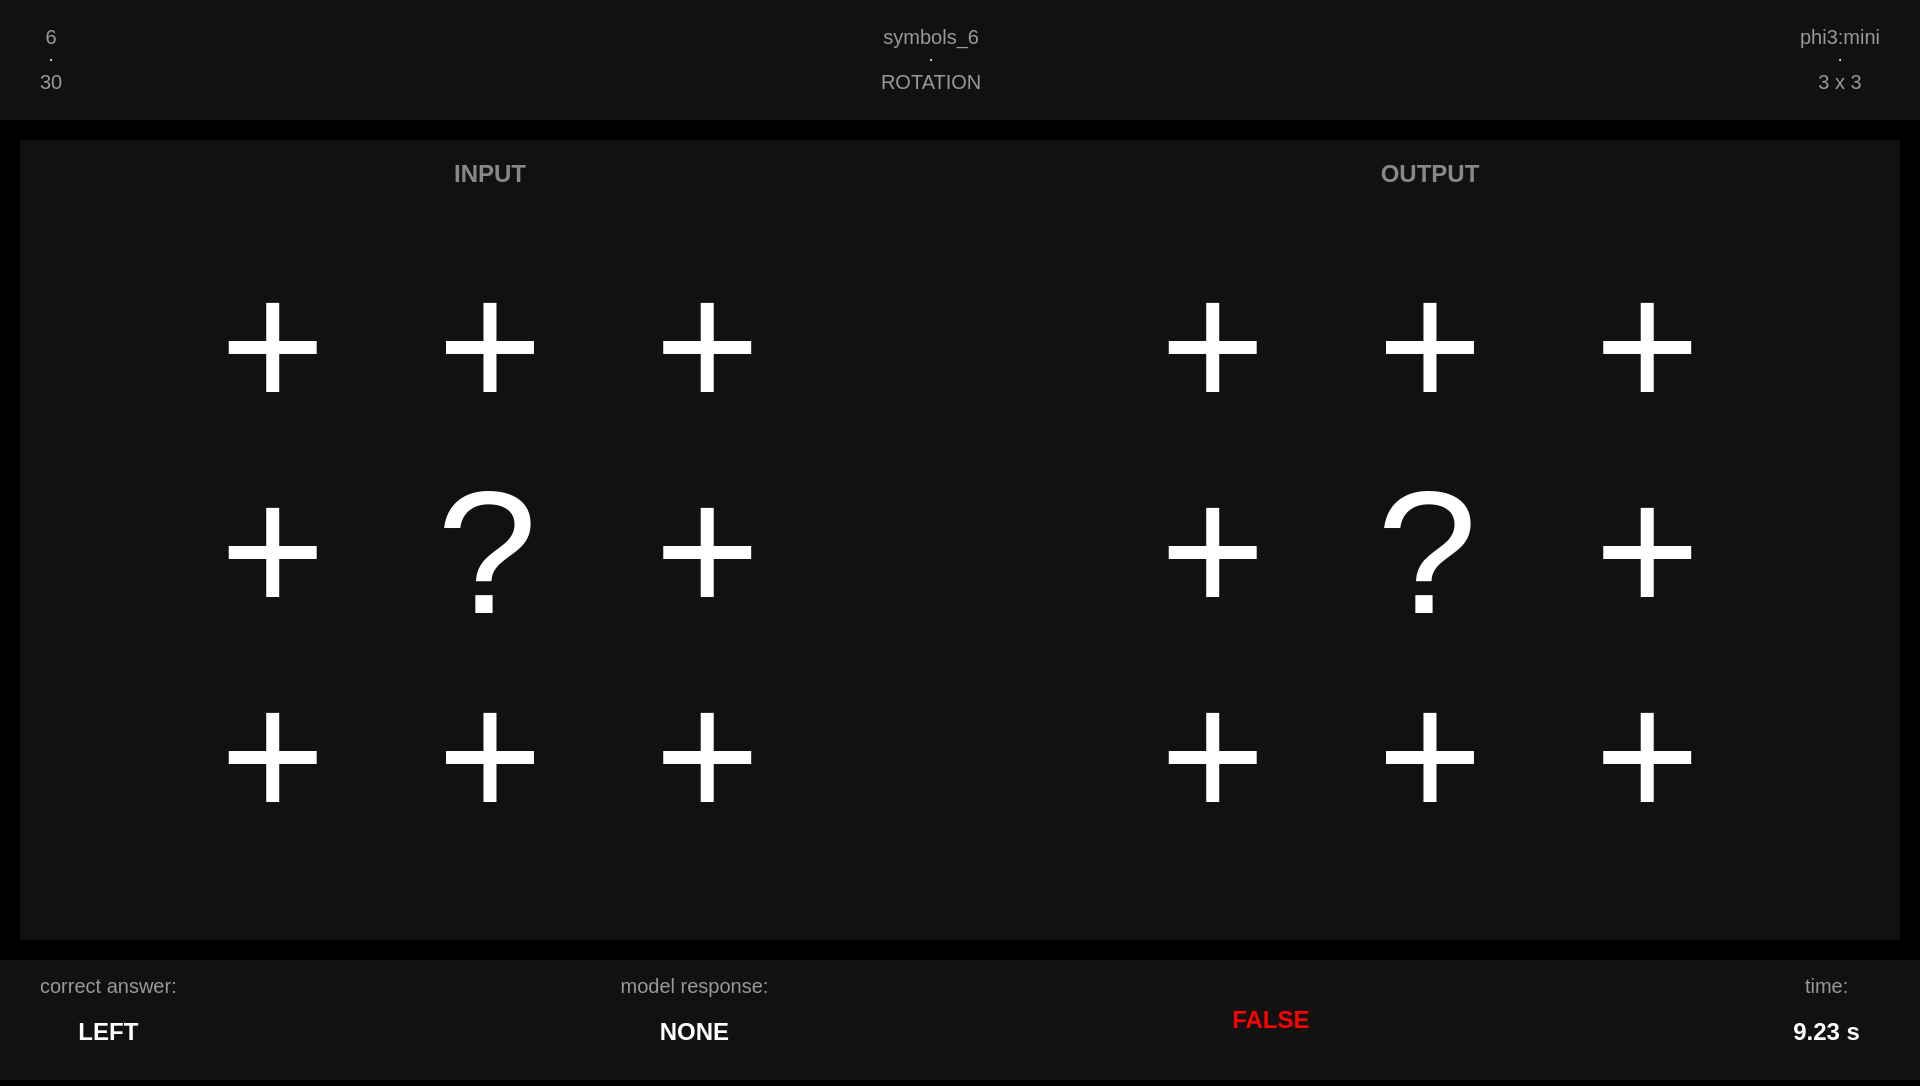 6
·
30
symbols_6
·
ROTATION
phi3:mini
·
3 x 3
INPUT
+ + +
+ ? +
+ + +
OUTPUT
+ + +
+ ? +
+ + +
correct answer:
LEFT
model response:
NONE
FALSE
time:
9.23 s